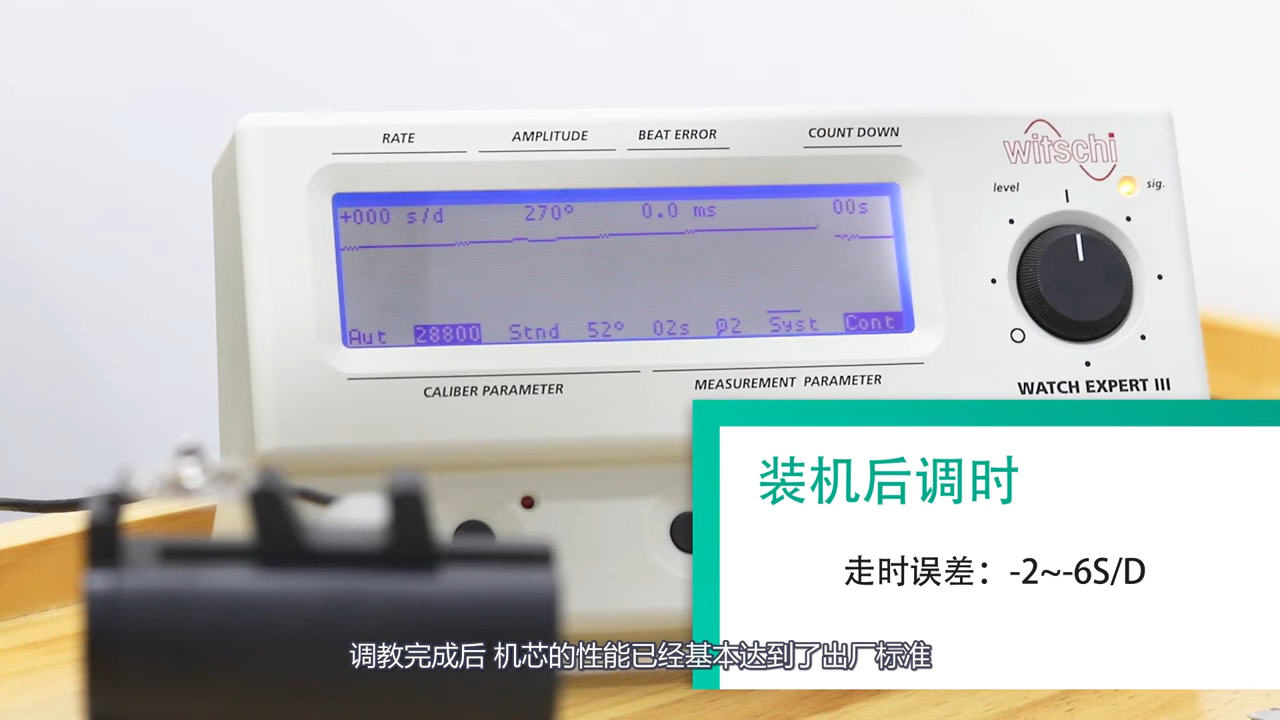 RATE AMPLITUDE BEAT ERROR COUNT DOWN
witschi
level sig.
+000 s/d 270° 0.0 ms 00s
Aut 28800 Stnd 52° 02s φ2 Syst Cont
CALIBER PARAMETER MEASUREMENT PARAMETER
WATCH EXPERT III
装机后调时
走时误差：-2~-6S/D
调教完成后 机芯的性能已经基本达到了出厂标准